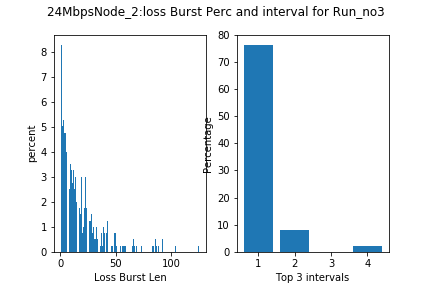 24MbpsNode_2:loss Burst Perc and interval for Run_no3
percent
8
7
6
5
4
3
2
1
0
0 50 100
Loss Burst Len
Percentage
80
70
60
50
40
30
20
10
0
1 2 3 4
Top 3 intervals